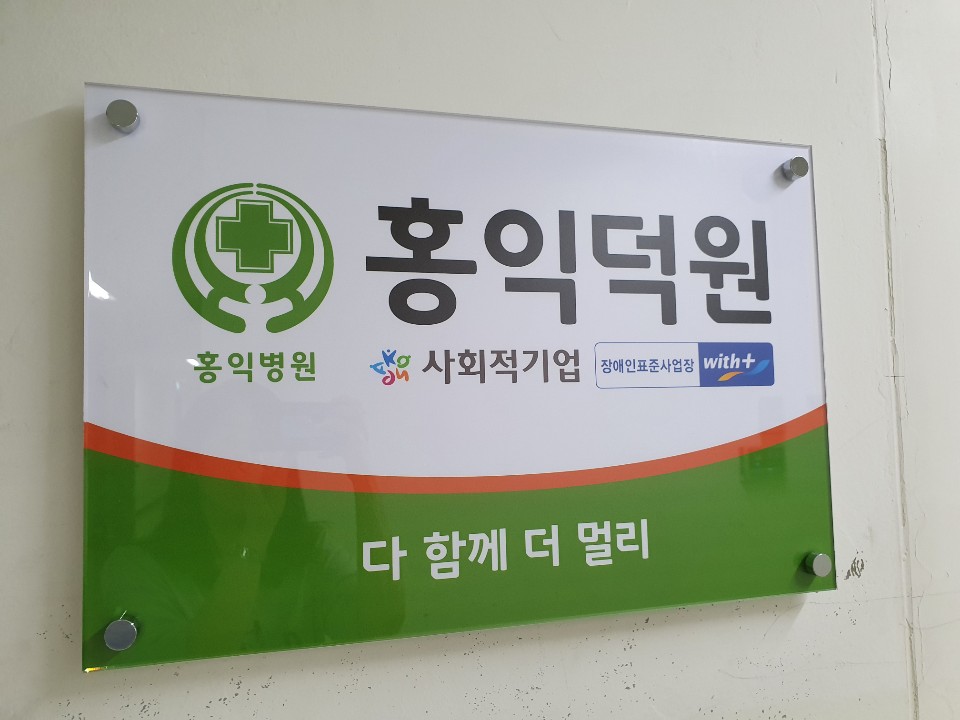 홍익덕원
홍익병원
사회적기업 장애인표준사업장 with+
다 함께 더 멀리